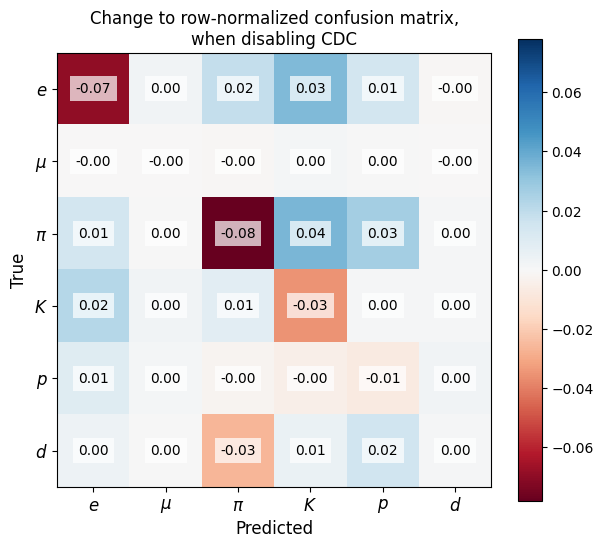 Change to row-normalized confusion matrix,
when disabling CDC
e -0.07 0.00 0.02 0.03 0.01 -0.00
μ -0.00 -0.00 -0.00 0.00 0.00 -0.00
π 0.01 0.00 -0.08 0.04 0.03 0.00
K 0.02 0.00 0.01 -0.03 0.00 0.00
p 0.01 0.00 -0.00 -0.00 -0.01 0.00
d 0.00 0.00 -0.03 0.01 0.02 0.00
e μ π K p d
Predicted
True
0.06
0.04
0.02
0.00
−0.02
−0.04
−0.06